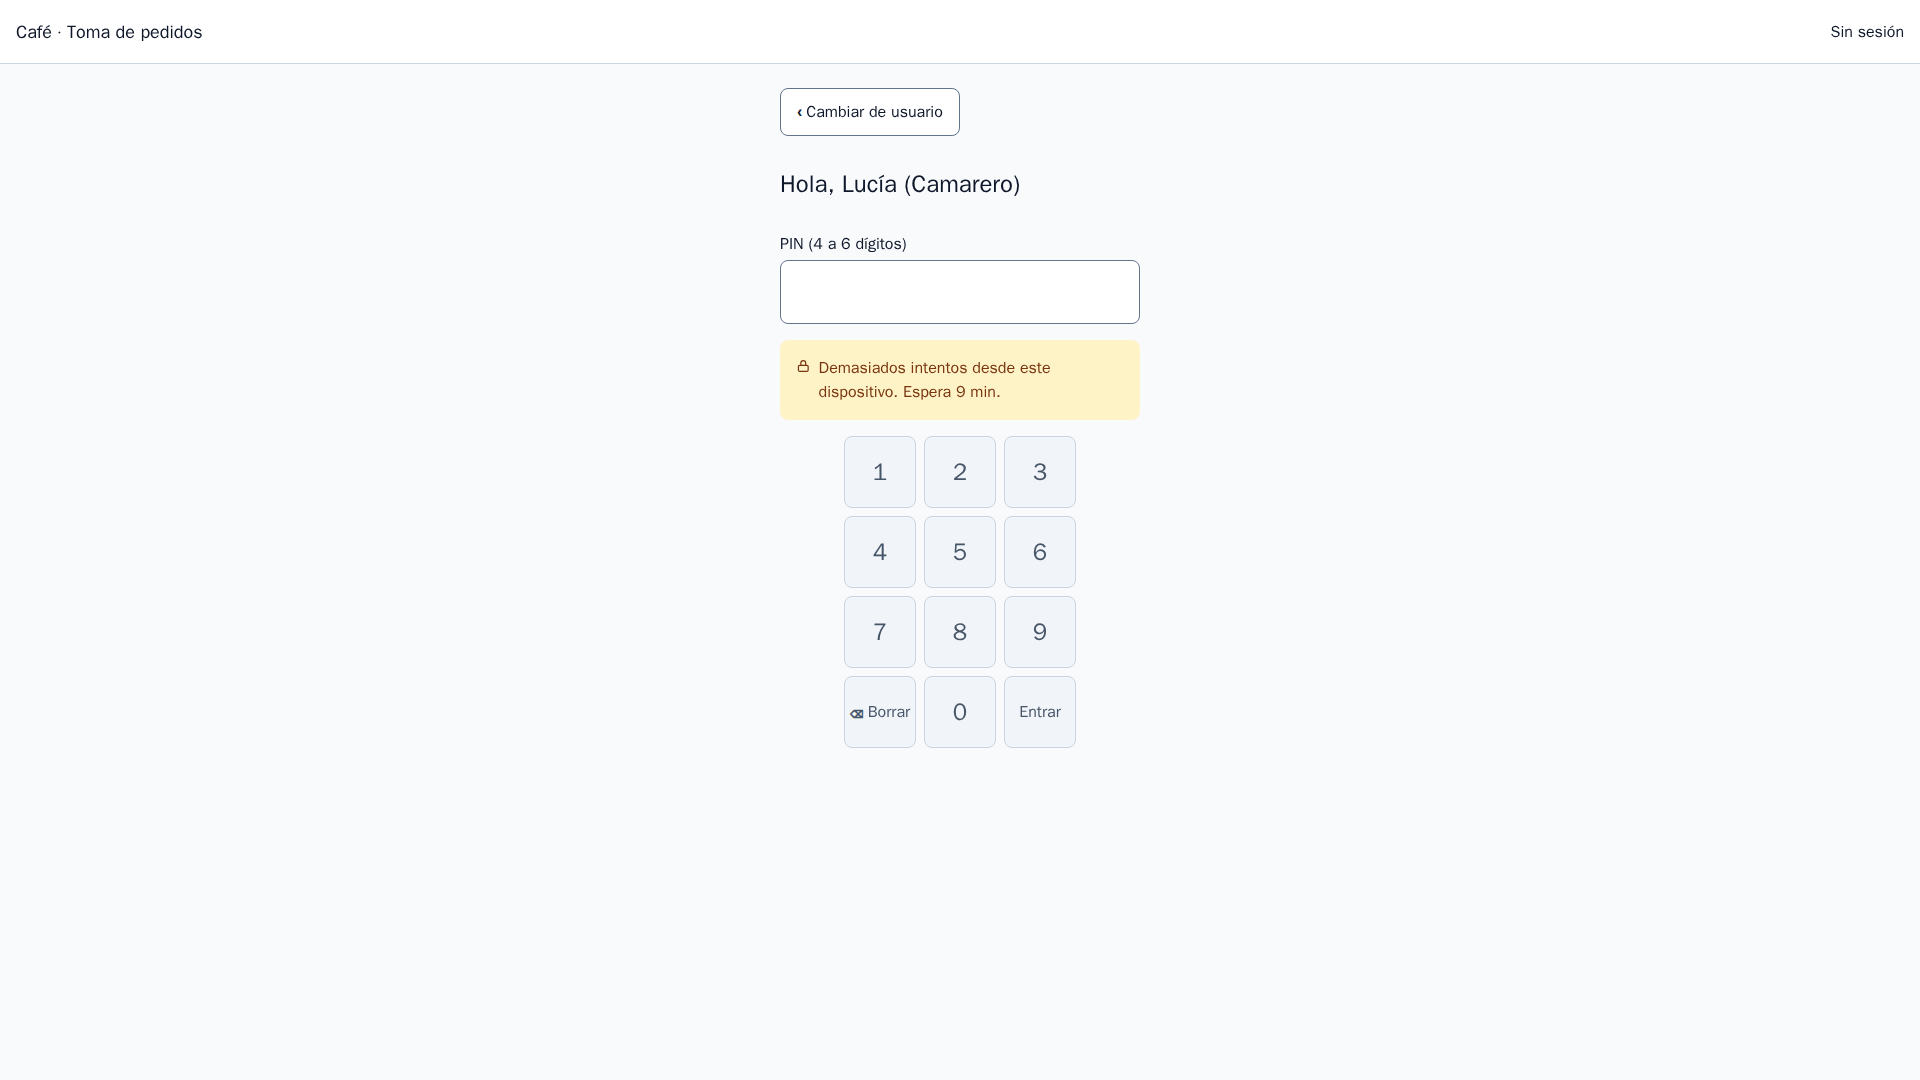 Café · Toma de pedidos
Sin sesión
‹ Cambiar de usuario
Hola, Lucía (Camarero)
PIN (4 a 6 dígitos)
Demasiados intentos desde este
dispositivo. Espera 9 min.
1 2 3
4 5 6
7 8 9
⌫ Borrar 0 Entrar